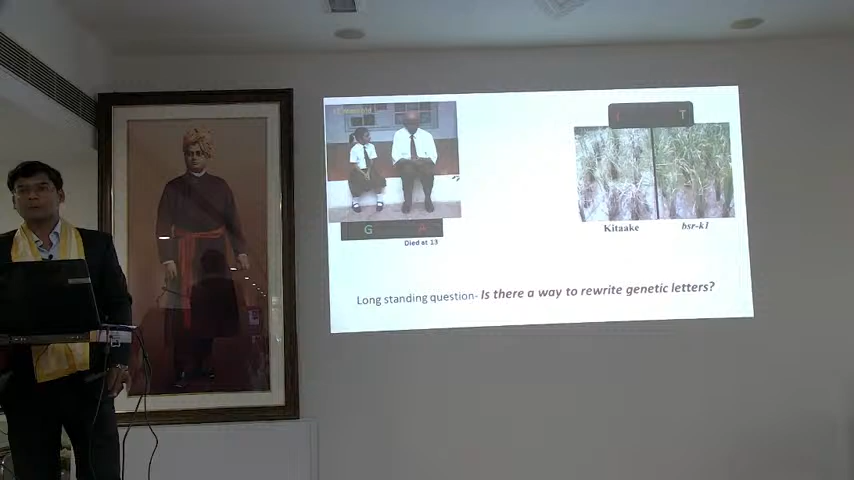 T
G
A
Died at 13
Kitaake
bsr-k1
Long standing question- Is there a way to rewrite genetic letters?